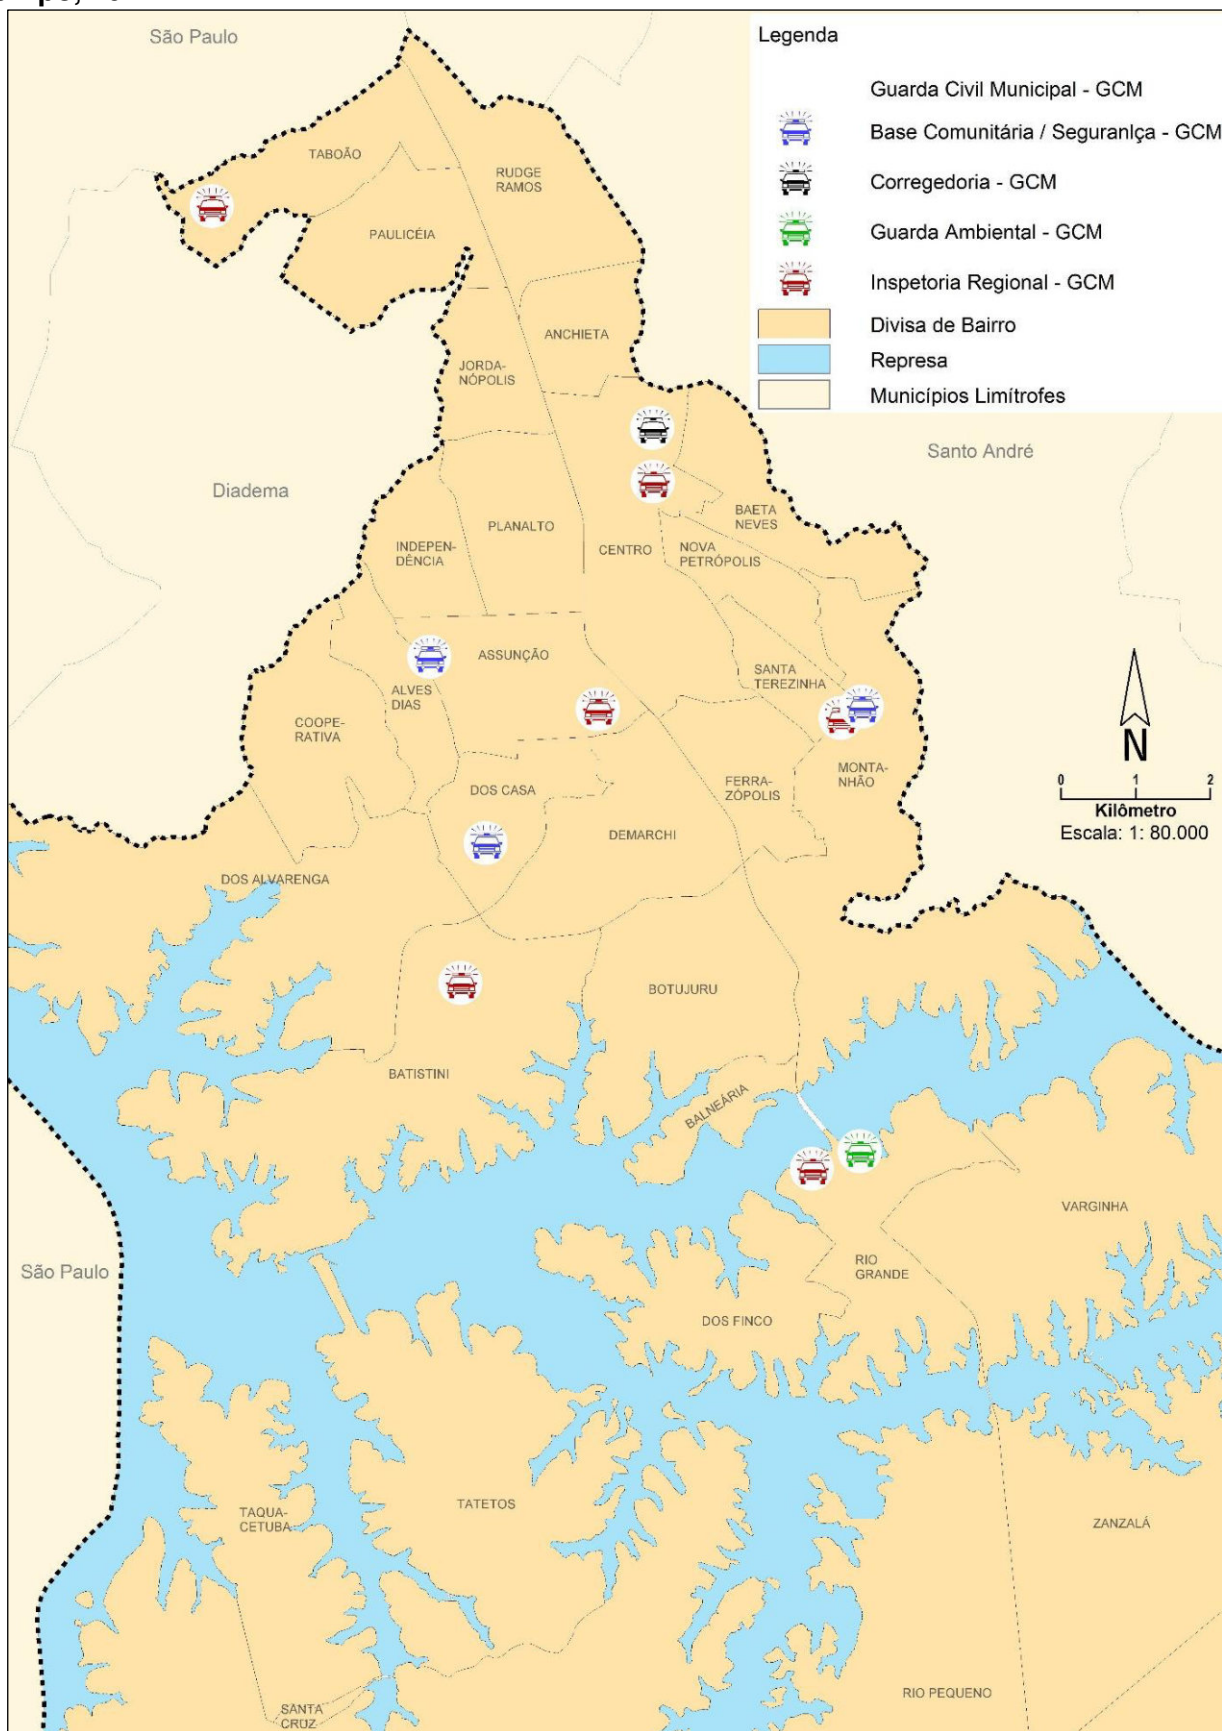 São Paulo
Legenda
Guarda Civil Municipal - GCM
Base Comunitária / Seguranlça - GCM
Corregedoria - GCM
Guarda Ambiental - GCM
Inspetoria Regional - GCM
Divisa de Bairro
Represa
Municípios Limítrofes
TABOÃO
RUDGE
RAMOS
PAULICÉIA
ANCHIETA
JORDA-
NÓPOLIS
Santo André
Diadema
BAETA
NEVES
PLANALTO
INDEPEN-
DÊNCIA
CENTRO
NOVA
PETRÓPOLIS
ASSUNÇÃO
SANTA
TEREZINHA
ALVES
DIAS
COOPE-
RATIVA
MONTA-
NHÃO
FERRA-
ZÓPOLIS
DOS CASA
DEMARCHI
N
0 1 2
Kilômetro
Escala: 1: 80.000
DOS ALVARENGA
BOTUJURU
BATISTINI
BALNEÁRIA
VARGINHA
RIO
GRANDE
São Paulo
DOS FINCO
TAQUA-
CETUBA
TATETOS
ZANZALÁ
RIO PEQUENO
SANTA
CRUZ